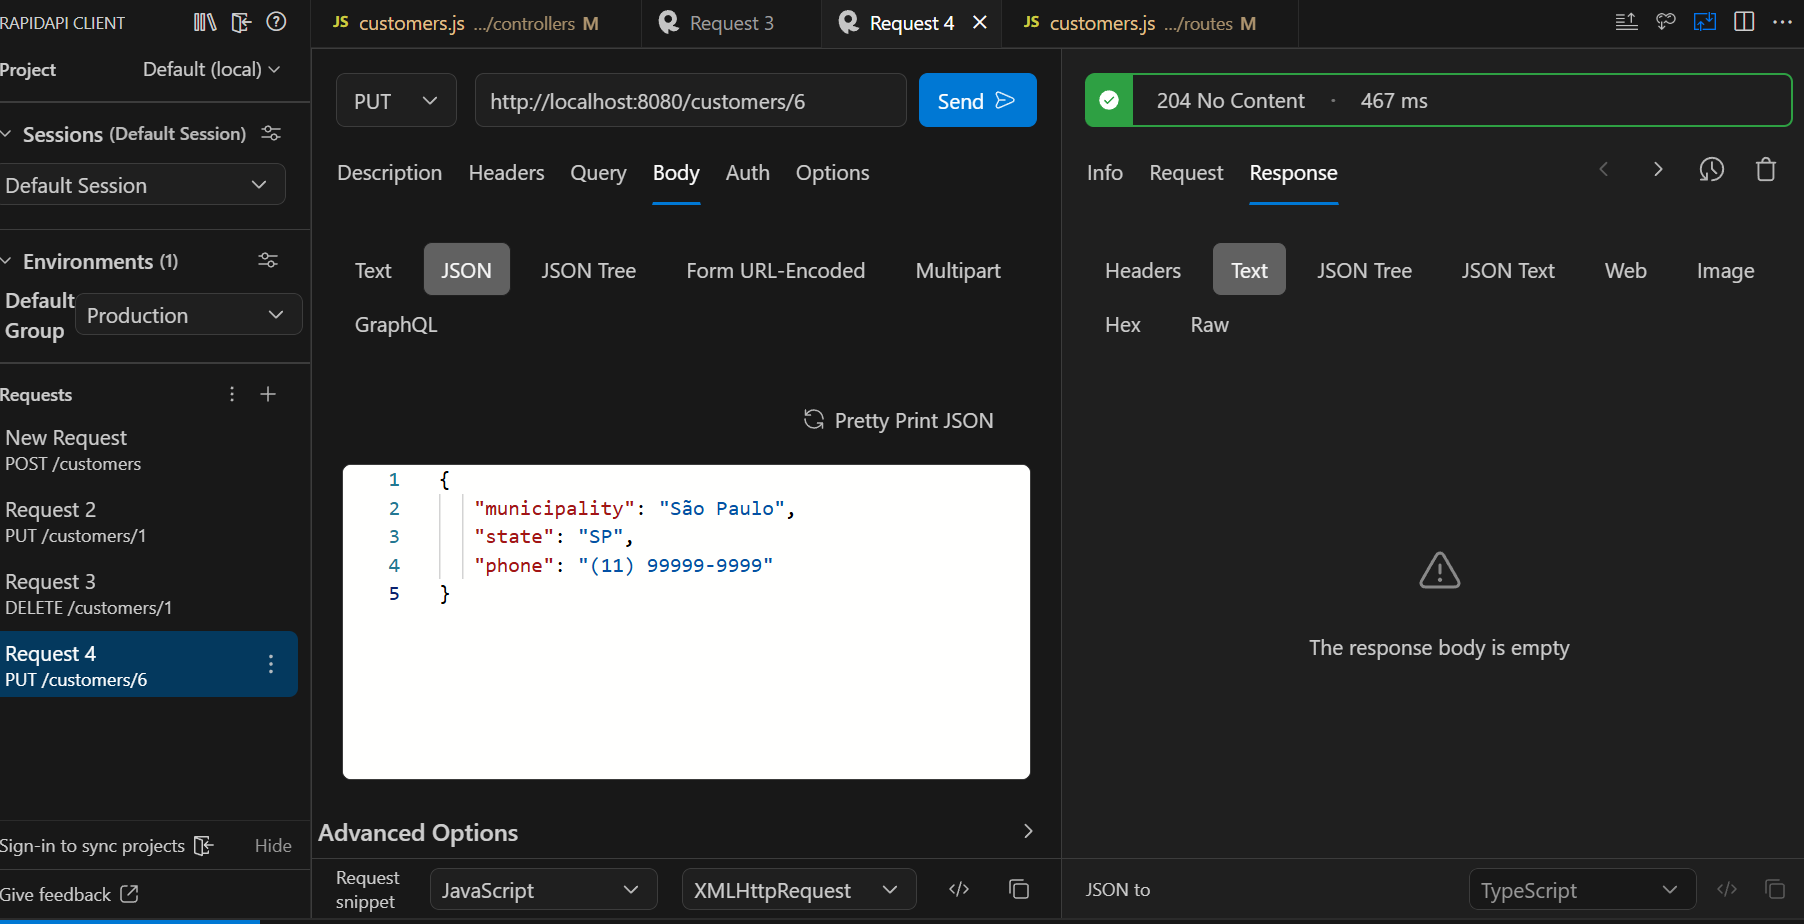 RAPIDAPI CLIENT
JS customers.js .../controllers M
Request 3
Request 4
JS customers.js .../routes M
Project
Default (local)
Sessions (Default Session)
Default Session
Environments (1)
Default Group
Production
Requests
New Request
POST /customers
Request 2
PUT /customers/1
Request 3
DELETE /customers/1
Request 4
PUT /customers/6
Sign-in to sync projects
Hide
Give feedback
PUT
http://localhost:8080/customers/6
Send
Description Headers Query Body Auth Options
Text JSON JSON Tree Form URL-Encoded Multipart
GraphQL
Pretty Print JSON
1 {
2 "municipality": "São Paulo",
3 "state": "SP",
4 "phone": "(11) 99999-9999"
5 }
Advanced Options
Request snippet
JavaScript
XMLHttpRequest
204 No Content · 467 ms
Info Request Response
Headers Text JSON Tree JSON Text Web Image
Hex Raw
The response body is empty
JSON to
TypeScript